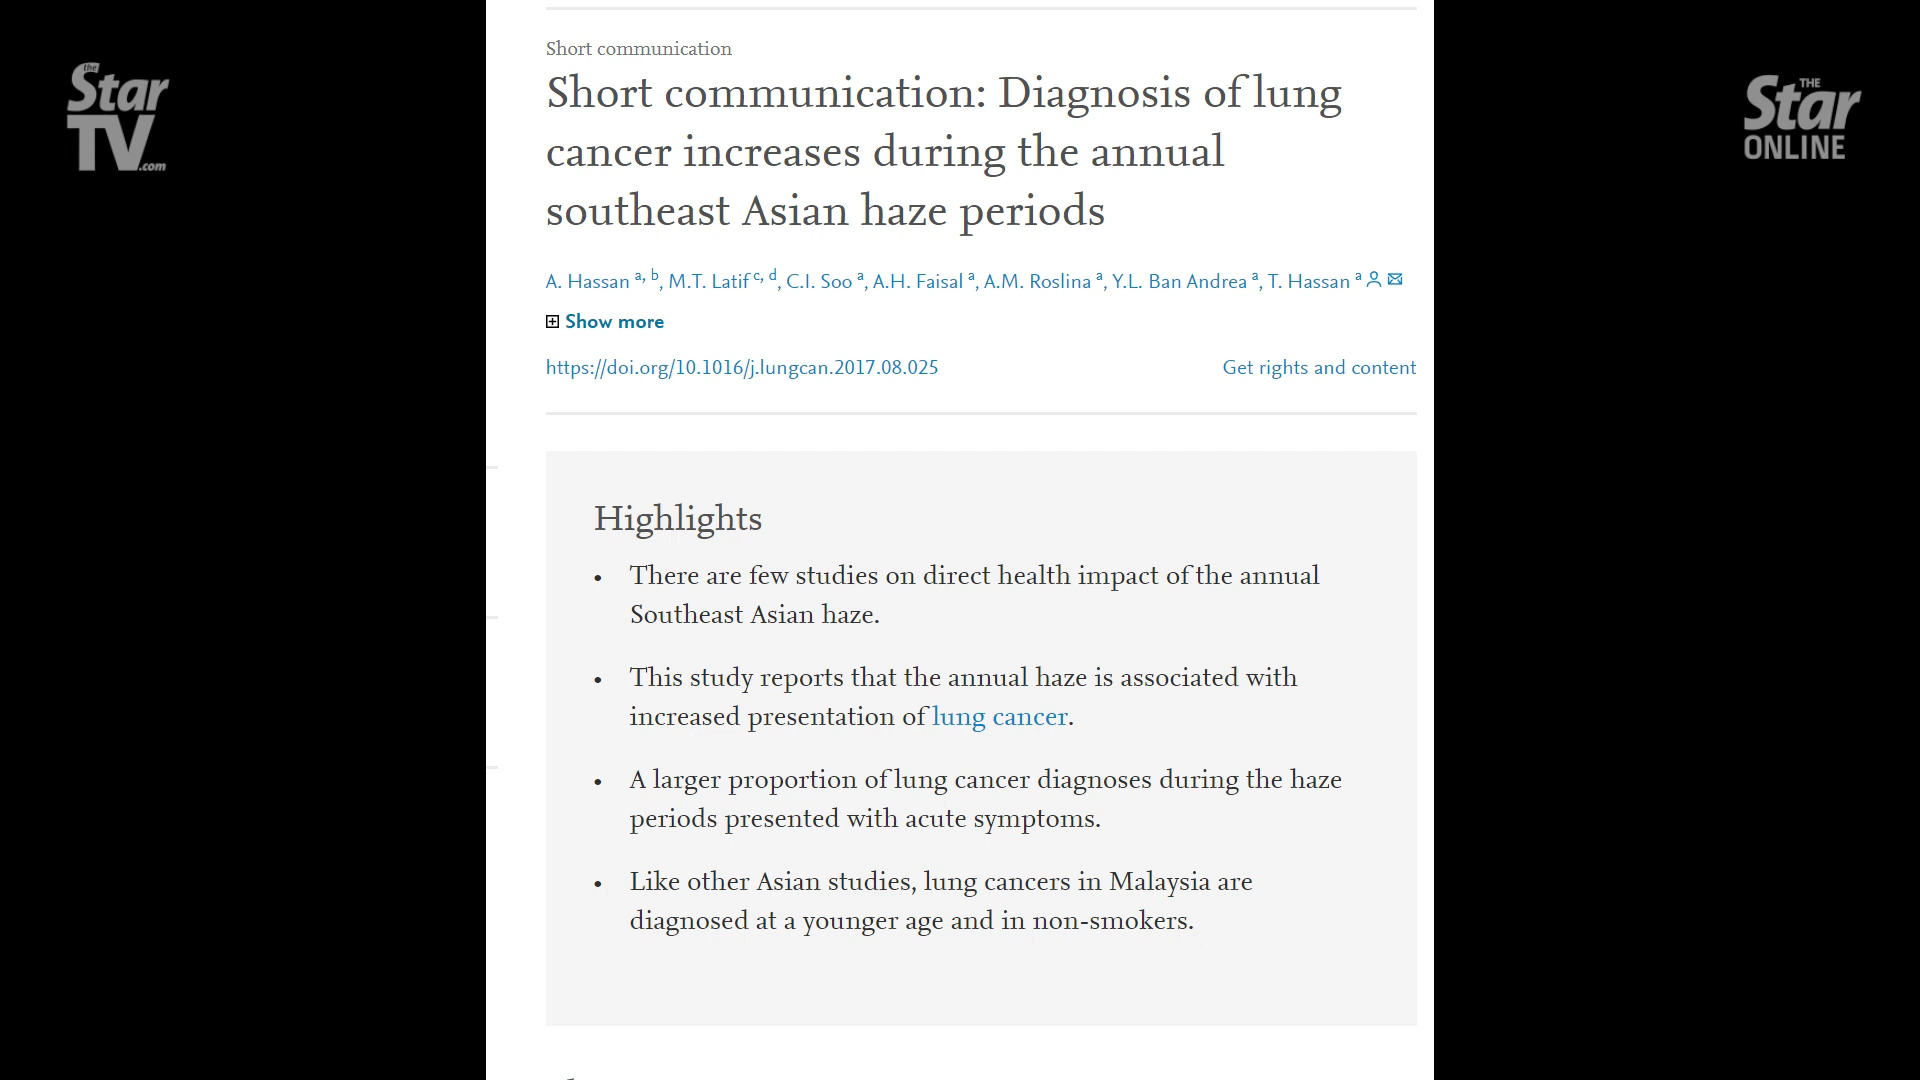 the
Star
TV
.com
THE
Star
ONLINE
Short communication
Short communication: Diagnosis of lung
cancer increases during the annual
southeast Asian haze periods
A. Hassan a, b, M.T. Latif c, d, C.I. Soo a, A.H. Faisal a, A.M. Roslina a, Y.L. Ban Andrea a, T. Hassan a
Show more
https://doi.org/10.1016/j.lungcan.2017.08.025 Get rights and content
Highlights
• There are few studies on direct health impact of the annual
Southeast Asian haze.
• This study reports that the annual haze is associated with
increased presentation of lung cancer.
• A larger proportion of lung cancer diagnoses during the haze
periods presented with acute symptoms.
• Like other Asian studies, lung cancers in Malaysia are
diagnosed at a younger age and in non-smokers.